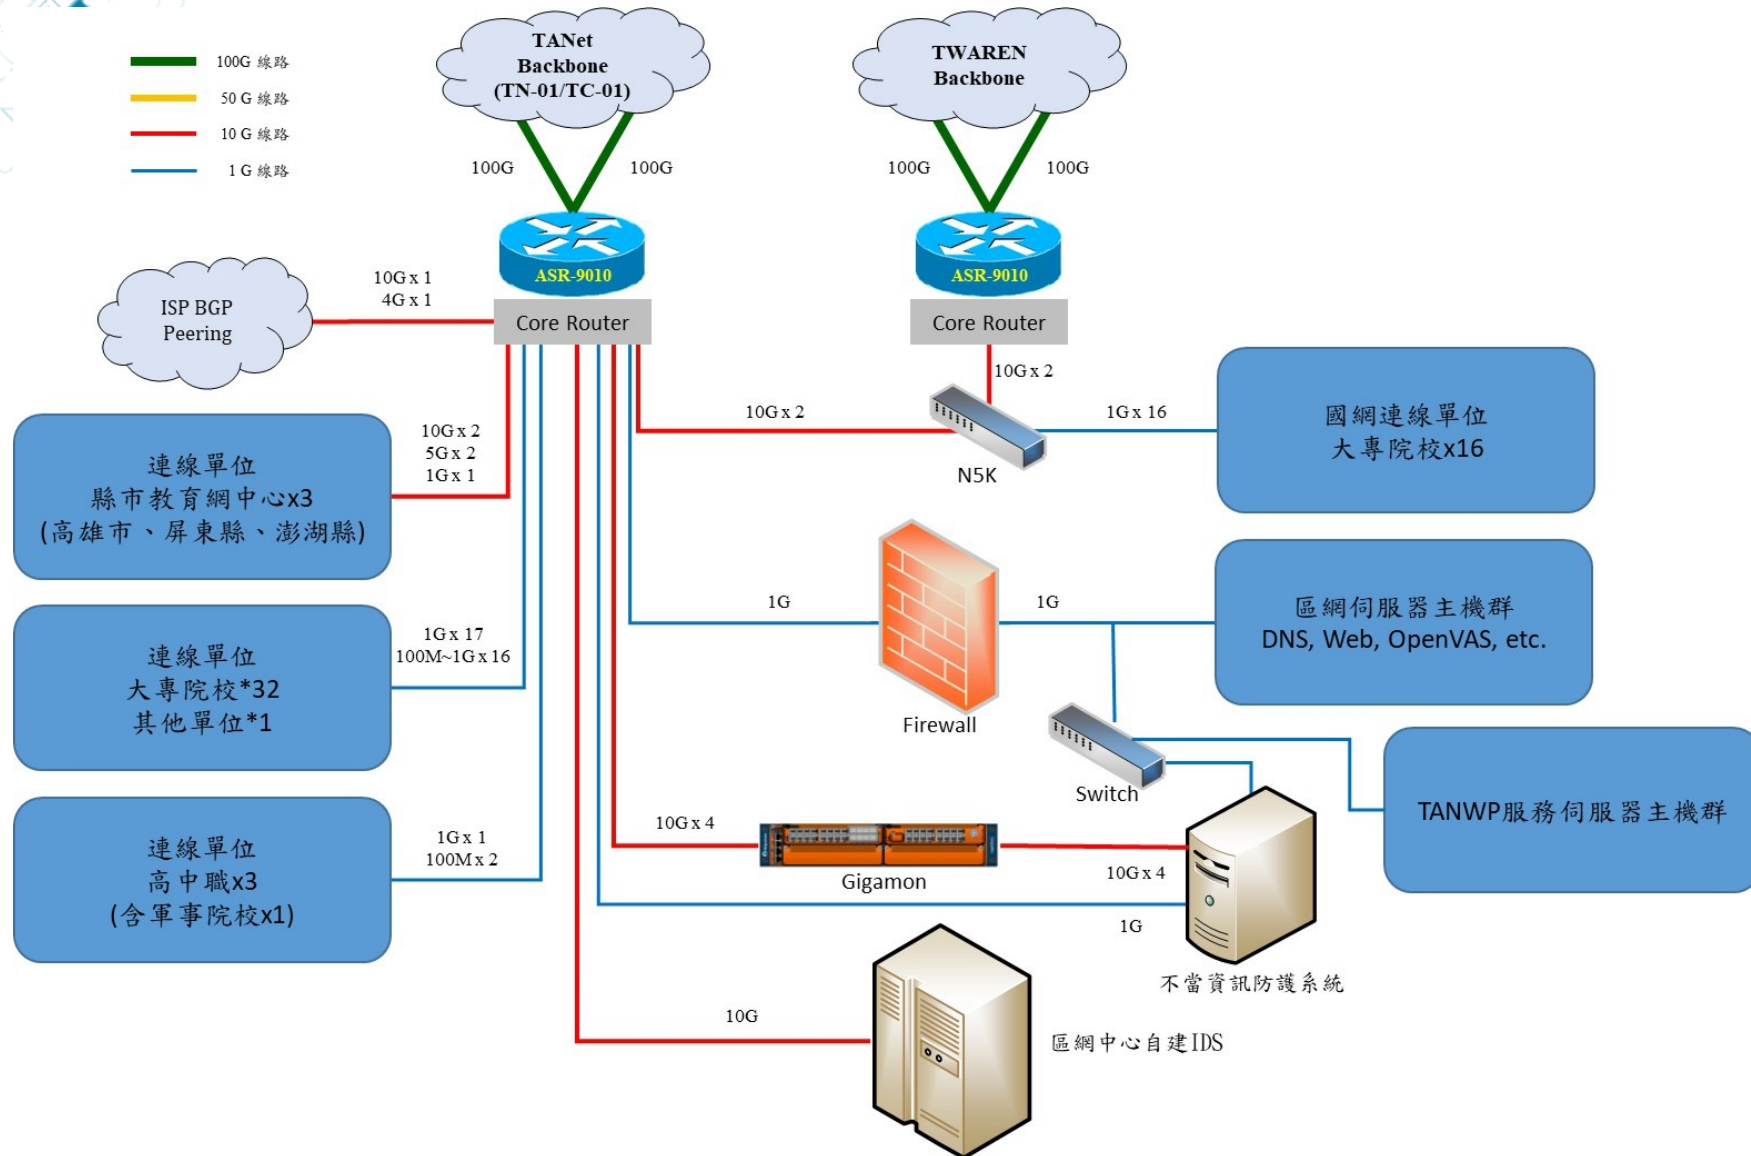 100G 線路
50 G 線路
10 G 線路
1 G 線路
TANet
Backbone
(TN-01/TC-01)
TWAREN
Backbone
100G
100G
100G
100G
ASR-9010
ASR-9010
Core Router
Core Router
ISP BGP
Peering
10G x 1
4G x 1
10G x 2
10G x 2
1G x 16
N5K
國網連線單位
大專院校x16
連線單位
縣市教育網中心x3
(高雄市、屏東縣、澎湖縣)
10G x 2
5G x 2
1G x 1
1G
Firewall
1G
區網伺服器主機群
DNS, Web, OpenVAS, etc.
連線單位
大專院校*32
其他單位*1
1G x 17
100M~1G x 16
Switch
TANWP服務伺服器主機群
連線單位
高中職x3
(含軍事院校x1)
1G x 1
100M x 2
10G x 4
Gigamon
10G x 4
1G
不當資訊防護系統
10G
區網中心自建IDS